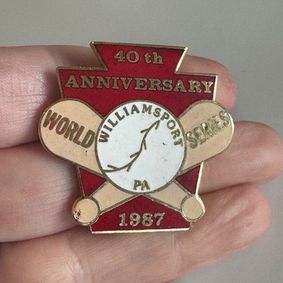 40th
ANNIVERSARY
WORLD
WILLIAMSPORT
PA
SERIES
1987